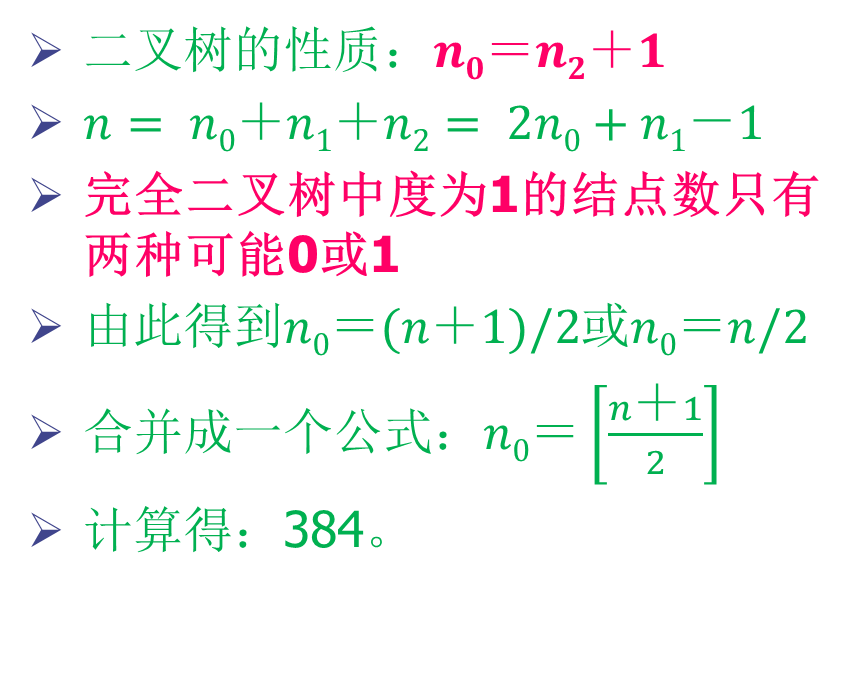 ➢ 二叉树的性质：n₀＝n₂＋1
➢ n = n₀＋n₁＋n₂ = 2n₀ + n₁－1
➢ 完全二叉树中度为1的结点数只有
两种可能0或1
➢ 由此得到n₀＝(n＋1)/2或n₀＝n/2
➢ 合并成一个公式：n₀＝[(n＋1)/2]
➢ 计算得：384。